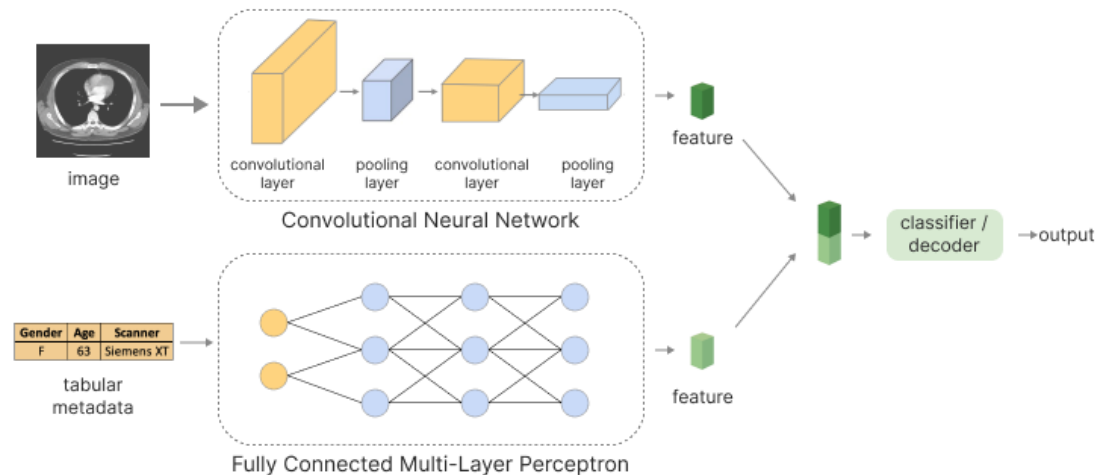 image
convolutional
layer
pooling
layer
convolutional
layer
pooling
layer
Convolutional Neural Network
feature
classifier /
decoder
output
Gender Age Scanner
F 63 Siemens XT
tabular
metadata
feature
Fully Connected Multi-Layer Perceptron